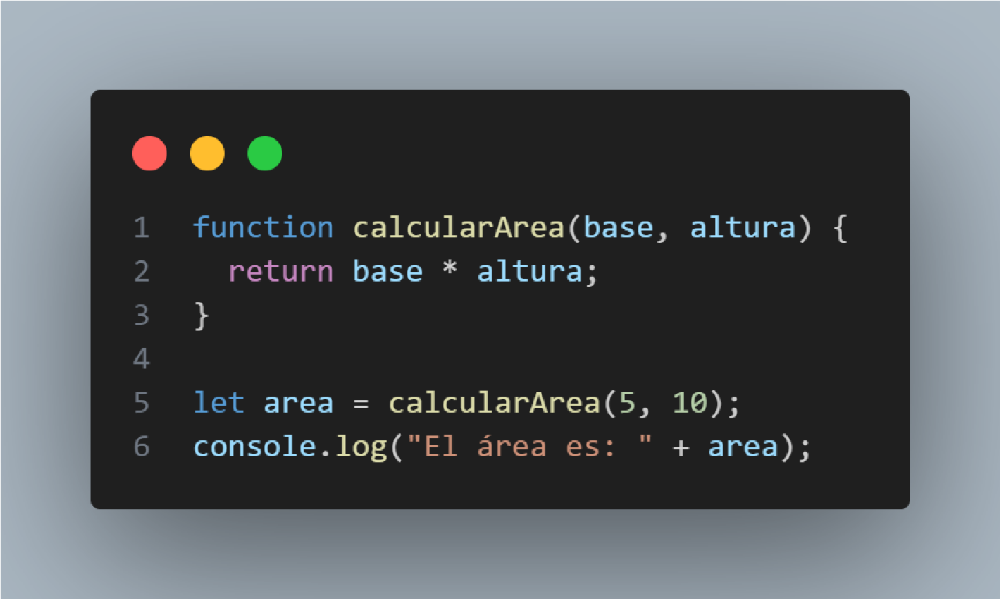 1 function calcularArea(base, altura) {
2   return base * altura;
3 }
4
5 let area = calcularArea(5, 10);
6 console.log("El área es: " + area);